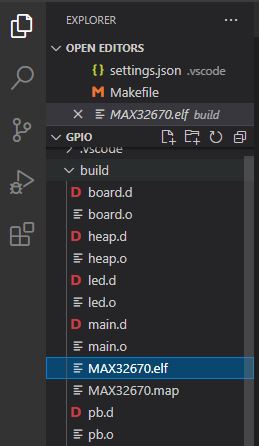 EXPLORER
OPEN EDITORS
{} settings.json .vscode
M Makefile
MAX32670.elf build
GPIO
.vscode
build
D board.d
board.o
D heap.d
heap.o
D led.d
led.o
D main.d
main.o
MAX32670.elf
MAX32670.map
D pb.d
pb.o